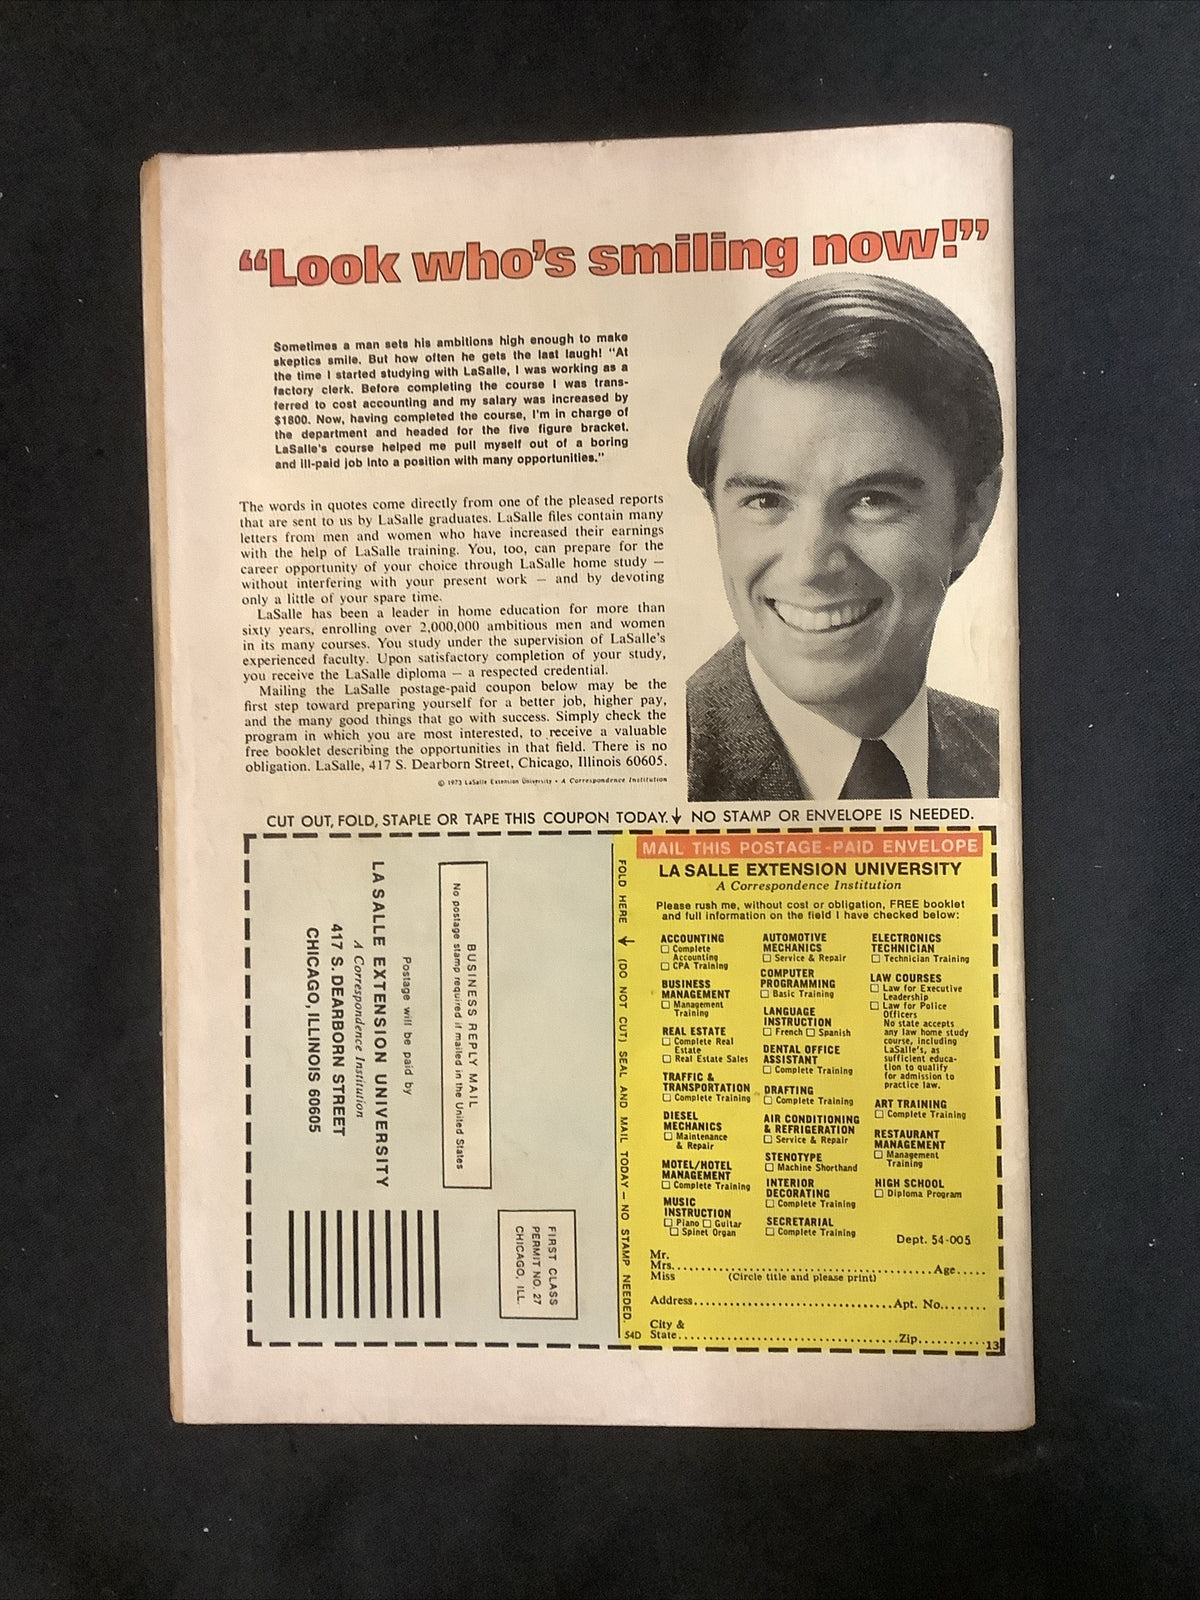 “Look who’s smiling now!”
Sometimes a man sets his ambitions high enough to make
skeptics smile. But how often he gets the last laugh! "At
the time I started studying with LaSalle, I was working as a
factory clerk. Before completing the course I was trans-
ferred to cost accounting and my salary was increased by
$1800. Now, having completed the course, I'm in charge of
the department and headed for the five figure bracket.
LaSalle's course helped me pull myself out of a boring
and ill-paid job into a position with many opportunities."
The words in quotes come directly from one of the pleased reports
that are sent to us by LaSalle graduates. LaSalle files contain many
letters from men and women who have increased their earnings
with the help of LaSalle training. You, too, can prepare for the
career opportunity of your choice through LaSalle home study —
without interfering with your present work — and by devoting
only a little of your spare time.
LaSalle has been a leader in home education for more than
sixty years, enrolling over 2,000,000 ambitious men and women
in its many courses. You study under the supervision of LaSalle's
experienced faculty. Upon satisfactory completion of your study,
you receive the LaSalle diploma — a respected credential.
Mailing the LaSalle postage-paid coupon below may be the
first step toward preparing yourself for a better job, higher pay,
and the many good things that go with success. Simply check the
program in which you are most interested, to receive a valuable
free booklet describing the opportunities in that field. There is no
obligation. LaSalle, 417 S. Dearborn Street, Chicago, Illinois 60605.
© 1973 LaSalle Extension University • A Correspondence Institution
CUT OUT, FOLD, STAPLE OR TAPE THIS COUPON TODAY. ↓ NO STAMP OR ENVELOPE IS NEEDED.
FIRST CLASS
PERMIT NO. 27
CHICAGO, ILL.
BUSINESS REPLY MAIL
No postage stamp required if mailed in the United States
Postage will be paid by
LA SALLE EXTENSION UNIVERSITY
A Correspondence Institution
417 S. DEARBORN STREET
CHICAGO, ILLINOIS 60605
FOLD HERE ↓ (DO NOT CUT) SEAL AND MAIL TODAY — NO STAMP NEEDED.
MAIL THIS POSTAGE-PAID ENVELOPE
LA SALLE EXTENSION UNIVERSITY
A Correspondence Institution
Please rush me, without cost or obligation, FREE booklet
and full information on the field I have checked below:
ACCOUNTING
☐ Complete
Accounting
☐ CPA Training
BUSINESS
MANAGEMENT
☐ Management
Training
REAL ESTATE
☐ Complete Real
Estate
☐ Real Estate Sales
TRAFFIC &
TRANSPORTATION
☐ Complete Training
DIESEL
MECHANICS
☐ Maintenance
& Repair
MOTEL/HOTEL
MANAGEMENT
☐ Complete Training
MUSIC
INSTRUCTION
☐ Piano ☐ Guitar
☐ Spinet Organ
AUTOMOTIVE
MECHANICS
☐ Service & Repair
COMPUTER
PROGRAMMING
☐ Basic Training
LANGUAGE
INSTRUCTION
☐ French ☐ Spanish
DENTAL OFFICE
ASSISTANT
☐ Complete Training
DRAFTING
☐ Complete Training
AIR CONDITIONING
& REFRIGERATION
☐ Service & Repair
STENOTYPE
☐ Machine Shorthand
INTERIOR
DECORATING
☐ Complete Training
SECRETARIAL
☐ Complete Training
ELECTRONICS
TECHNICIAN
☐ Technician Training
LAW COURSES
☐ Law for Executive
Leadership
☐ Law for Police
Officers
No state accepts
any law home study
course, including
LaSalle's, as
sufficient educa-
tion to qualify
for admission to
practice law.
ART TRAINING
☐ Complete Training
RESTAURANT
MANAGEMENT
☐ Management
Training
HIGH SCHOOL
☐ Diploma Program
Dept. 54-005
Mr.
Mrs. ........ Age.....
Miss (Circle title and please print)
Address ........ Apt. No........
City &
54D State ........ Zip........ 13